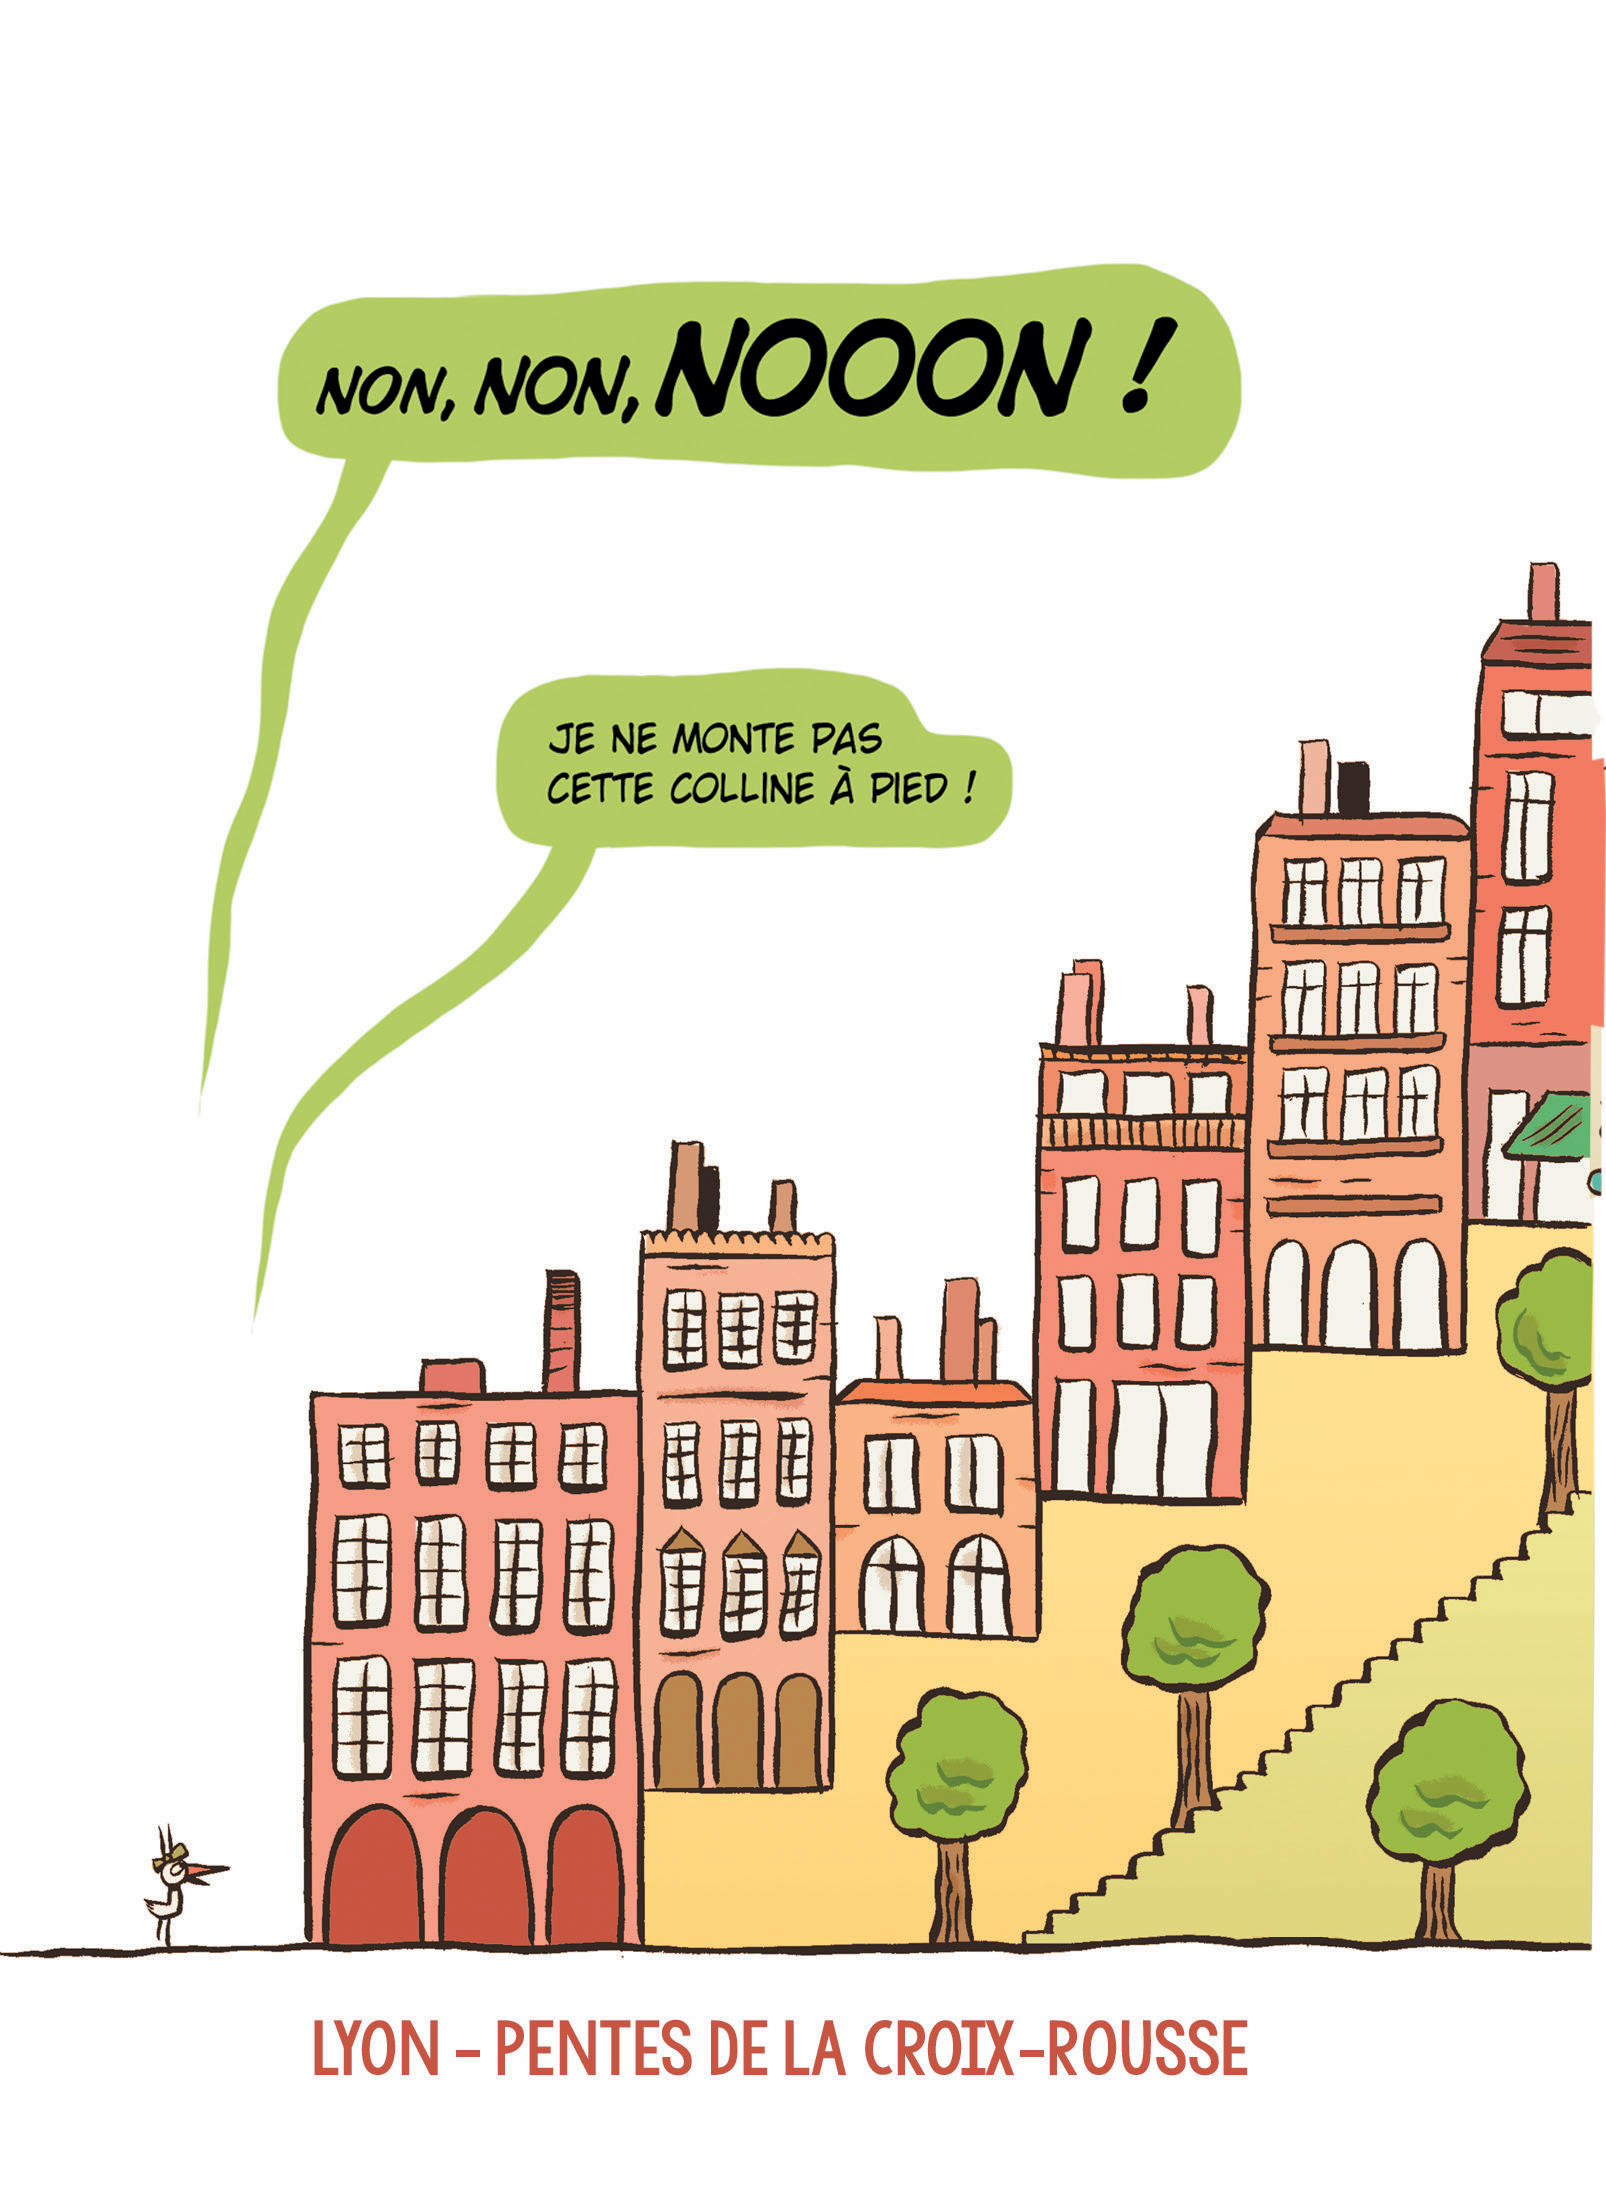 NON, NON, NOOON !
JE NE MONTE PAS
CETTE COLLINE À PIED !
LYON - PENTES DE LA CROIX-ROUSSE